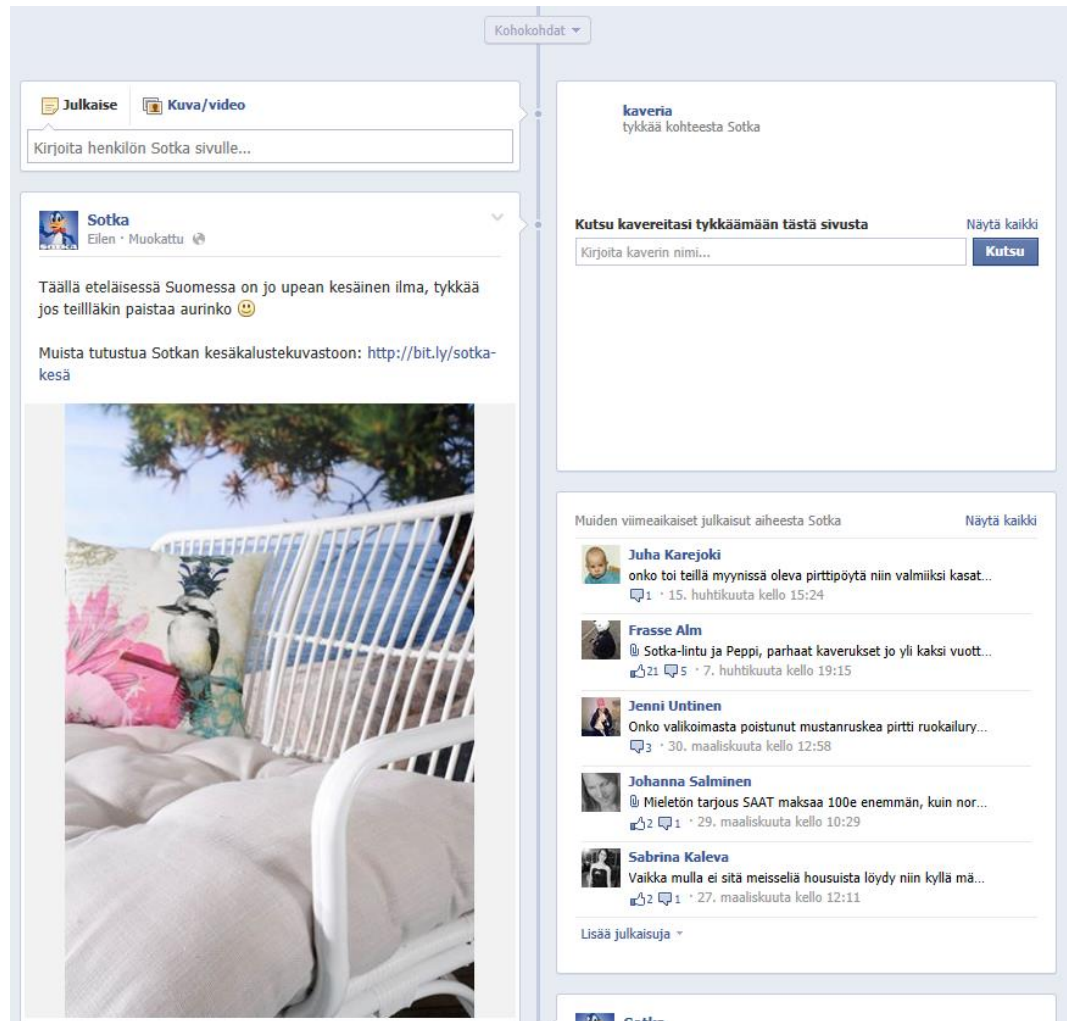 Kohokohdat
Julkaise Kuva/video
Kirjoita henkilön Sotka sivulle...
Sotka
Eilen · Muokattu
Täällä eteläisessä Suomessa on jo upean kesäinen ilma, tykkää
jos teillläkin paistaa aurinko
Muista tutustua Sotkan kesäkalustekuvastoon: http://bit.ly/sotka-
kesä
kaveria
tykkää kohteesta Sotka
Kutsu kavereitasi tykkäämään tästä sivusta Näytä kaikki
Kirjoita kaverin nimi... Kutsu
Muiden viimeaikaiset julkaisut aiheesta Sotka Näytä kaikki
Juha Karejoki
onko toi teillä myynissä oleva pirttipöytä niin valmiiksi kasat...
1 · 15. huhtikuuta kello 15:24
Frasse Alm
Sotka-lintu ja Peppi, parhaat kaverukset jo yli kaksi vuott...
21 5 · 7. huhtikuuta kello 19:15
Jenni Untinen
Onko valikoimasta poistunut mustanruskea pirtti ruokailury...
3 · 30. maaliskuuta kello 12:58
Johanna Salminen
Mieletön tarjous SAAT maksaa 100e enemmän, kuin nor...
2 1 · 29. maaliskuuta kello 10:29
Sabrina Kaleva
Vaikka mulla ei sitä meisseliä housuista löydy niin kyllä mä...
2 1 · 27. maaliskuuta kello 12:11
Lisää julkaisuja
Sotka